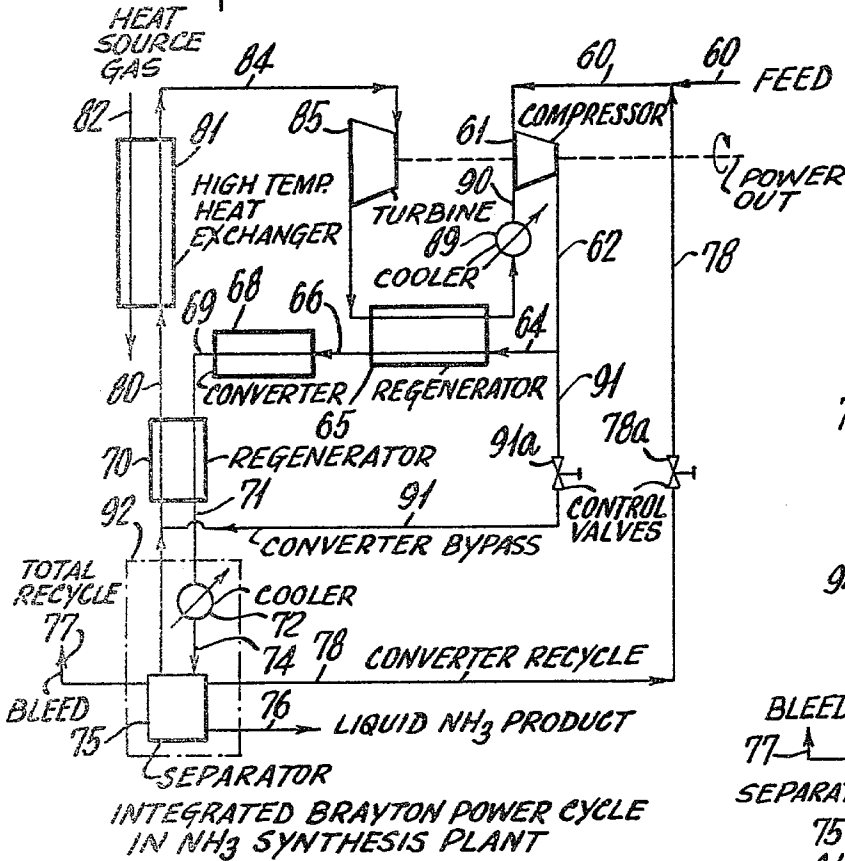 HEAT
SOURCE
GAS
84
60
60
FEED
82
81
85
61
COMPRESSOR
HIGH TEMP.
HEAT
EXCHANGER
90
POWER
OUT
TURBINE
89
COOLER
62
78
69
68
66
64
80
CONVERTER
65
REGENERATOR
91
91a
78a
70
REGENERATOR
71
CONTROL
VALVES
92
91
CONVERTER BYPASS
TOTAL
RECYCLE
COOLER
72
77
74
78
CONVERTER RECYCLE
BLEED
75
76
LIQUID NH3 PRODUCT
SEPARATOR
INTEGRATED BRAYTON POWER CYCLE
IN NH3 SYNTHESIS PLANT
BLEED
77
75